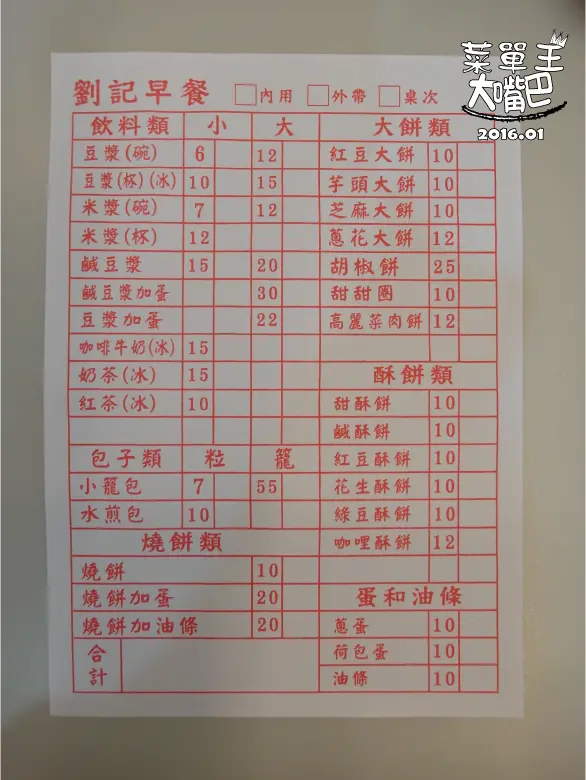 菜單王
大嘴巴
2016.01
劉記早餐 內用 外帶 桌次
飲料類 小 大
豆漿(碗) 6 12
豆漿(杯)(冰) 10 15
米漿(碗) 7 12
米漿(杯) 12
鹹豆漿 15 20
鹹豆漿加蛋 30
豆漿加蛋 22
咖啡牛奶(冰) 15
奶茶(冰) 15
紅茶(冰) 10
包子類 粒 籠
小籠包 7 55
水煎包 10
燒餅類
燒餅 10
燒餅加蛋 20
燒餅加油條 20
合計
大餅類
紅豆大餅 10
芋頭大餅 10
芝麻大餅 10
蔥花大餅 12
胡椒餅 25
甜甜圈 10
高麗菜肉餅 12
酥餅類
甜酥餅 10
鹹酥餅 10
紅豆酥餅 10
花生酥餅 10
綠豆酥餅 10
咖哩酥餅 12
蛋和油條
蔥蛋 10
荷包蛋 10
油條 10